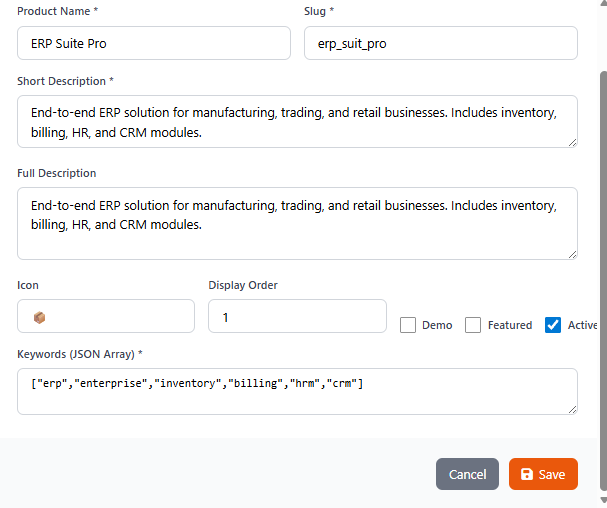 Product Name *
Slug *
ERP Suite Pro
erp_suit_pro
Short Description *
End-to-end ERP solution for manufacturing, trading, and retail businesses. Includes inventory,
billing, HR, and CRM modules.
Full Description
End-to-end ERP solution for manufacturing, trading, and retail businesses. Includes inventory,
billing, HR, and CRM modules.
Icon
Display Order
1
Demo
Featured
Active
Keywords (JSON Array) *
["erp","enterprise","inventory","billing","hrm","crm"]
Cancel
Save